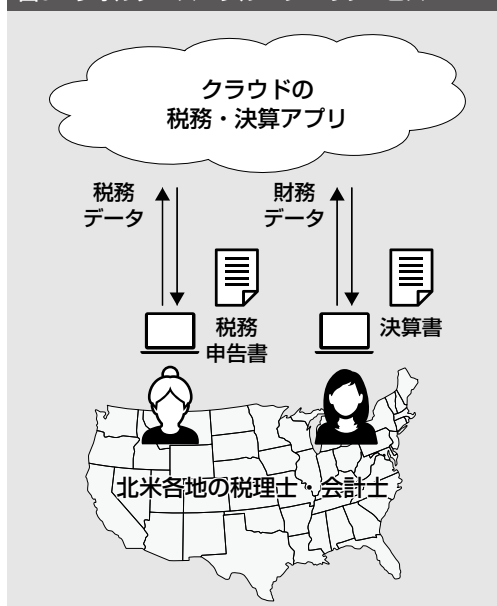 クラウドの
税務・決算アプリ
税務
データ
財務
データ
税務
申告書
決算書
北米各地の税理士・会計士